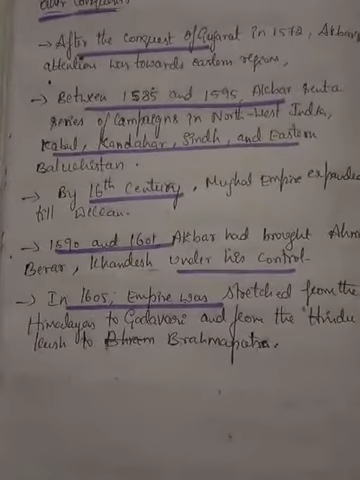 conquests
→ After the conquest of Gujarat in 1572, Akbar
attention was towards eastern regions,
→ Between 1585 and 1595, Akbar sent a
series of Campaigns in North-West India,
Kabul, Kandahar, Sindh, and Eastern
Baluchistan.
→ By 16th Century, Mughal Empire expanded
till Deccan.
→ 1590 and 1601 Akbar had brought Ahm
Berar, Khandesh under his control.
→ In 1605, Empire was stretched from the
Himalayas to Godavari and from the Hindu
Kush to Brahmaputra.